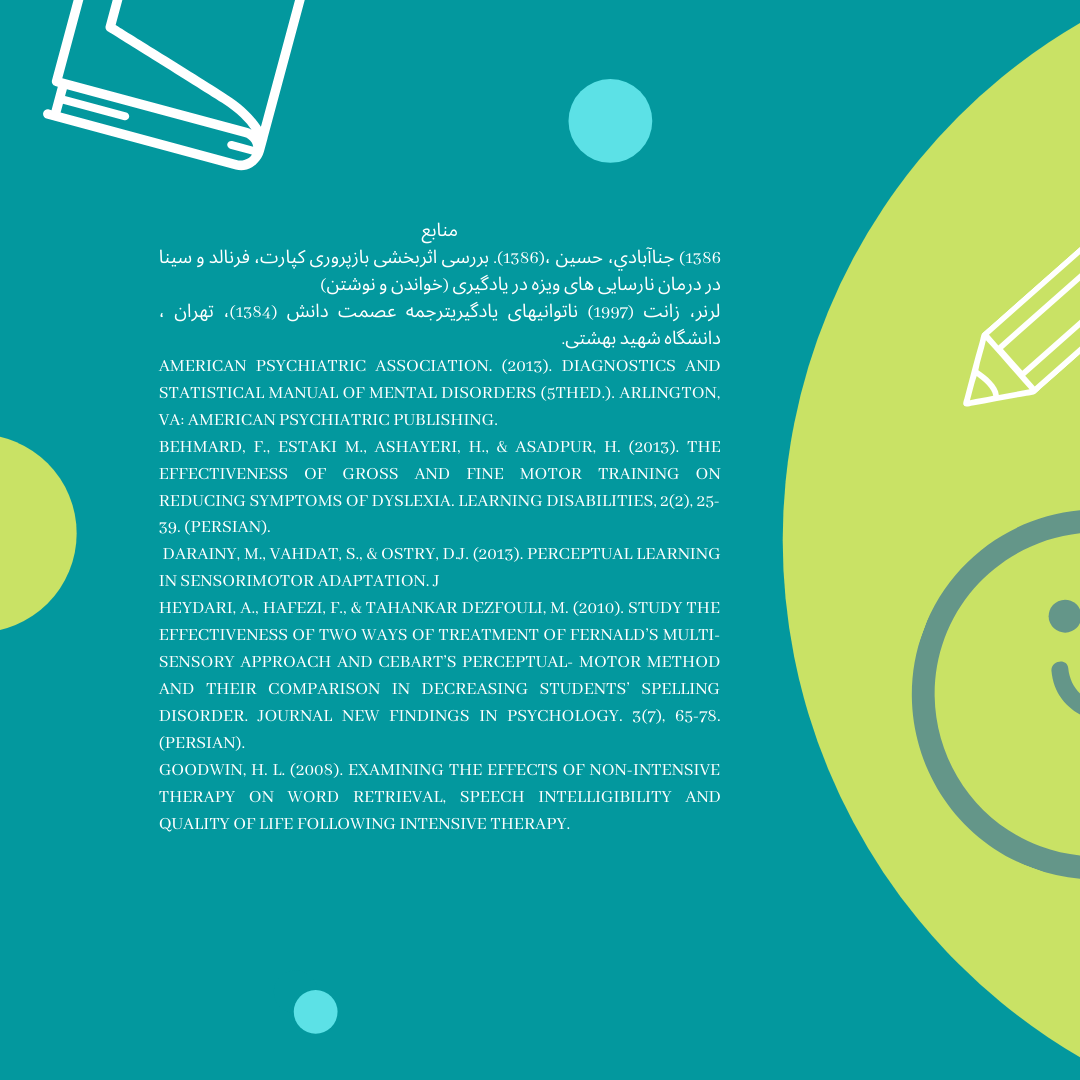 منابع
1386) جناآبادي، حسین ،(1386). بررسی اثربخشی بازپروری کپارت، فرنالد و سینا
در درمان نارسایی های ویزه در یادگیری (خواندن و نوشتن)
لرنر، زانت (1997) ناتوانیهای یادگیریترجمه عصمت دانش (1384)، تهران ،
دانشگاه شهید بهشتی.
AMERICAN PSYCHIATRIC ASSOCIATION. (2013). DIAGNOSTICS AND
STATISTICAL MANUAL OF MENTAL DISORDERS (5THED.). ARLINGTON,
VA: AMERICAN PSYCHIATRIC PUBLISHING.
BEHMARD, F., ESTAKI M., ASHAYERI, H., & ASADPUR, H. (2013). THE
EFFECTIVENESS OF GROSS AND FINE MOTOR TRAINING ON
REDUCING SYMPTOMS OF DYSLEXIA. LEARNING DISABILITIES, 2(2), 25-
39. (PERSIAN).
DARAINY, M., VAHDAT, S., & OSTRY, D.J. (2013). PERCEPTUAL LEARNING
IN SENSORIMOTOR ADAPTATION. J
HEYDARI, A., HAFEZI, F., & TAHANKAR DEZFOULI, M. (2010). STUDY THE
EFFECTIVENESS OF TWO WAYS OF TREATMENT OF FERNALD'S MULTI-
SENSORY APPROACH AND CEBART'S PERCEPTUAL- MOTOR METHOD
AND THEIR COMPARISON IN DECREASING STUDENTS' SPELLING
DISORDER. JOURNAL NEW FINDINGS IN PSYCHOLOGY. 3(7), 65-78.
(PERSIAN).
GOODWIN, H. L. (2008). EXAMINING THE EFFECTS OF NON-INTENSIVE
THERAPY ON WORD RETRIEVAL, SPEECH INTELLIGIBILITY AND
QUALITY OF LIFE FOLLOWING INTENSIVE THERAPY.